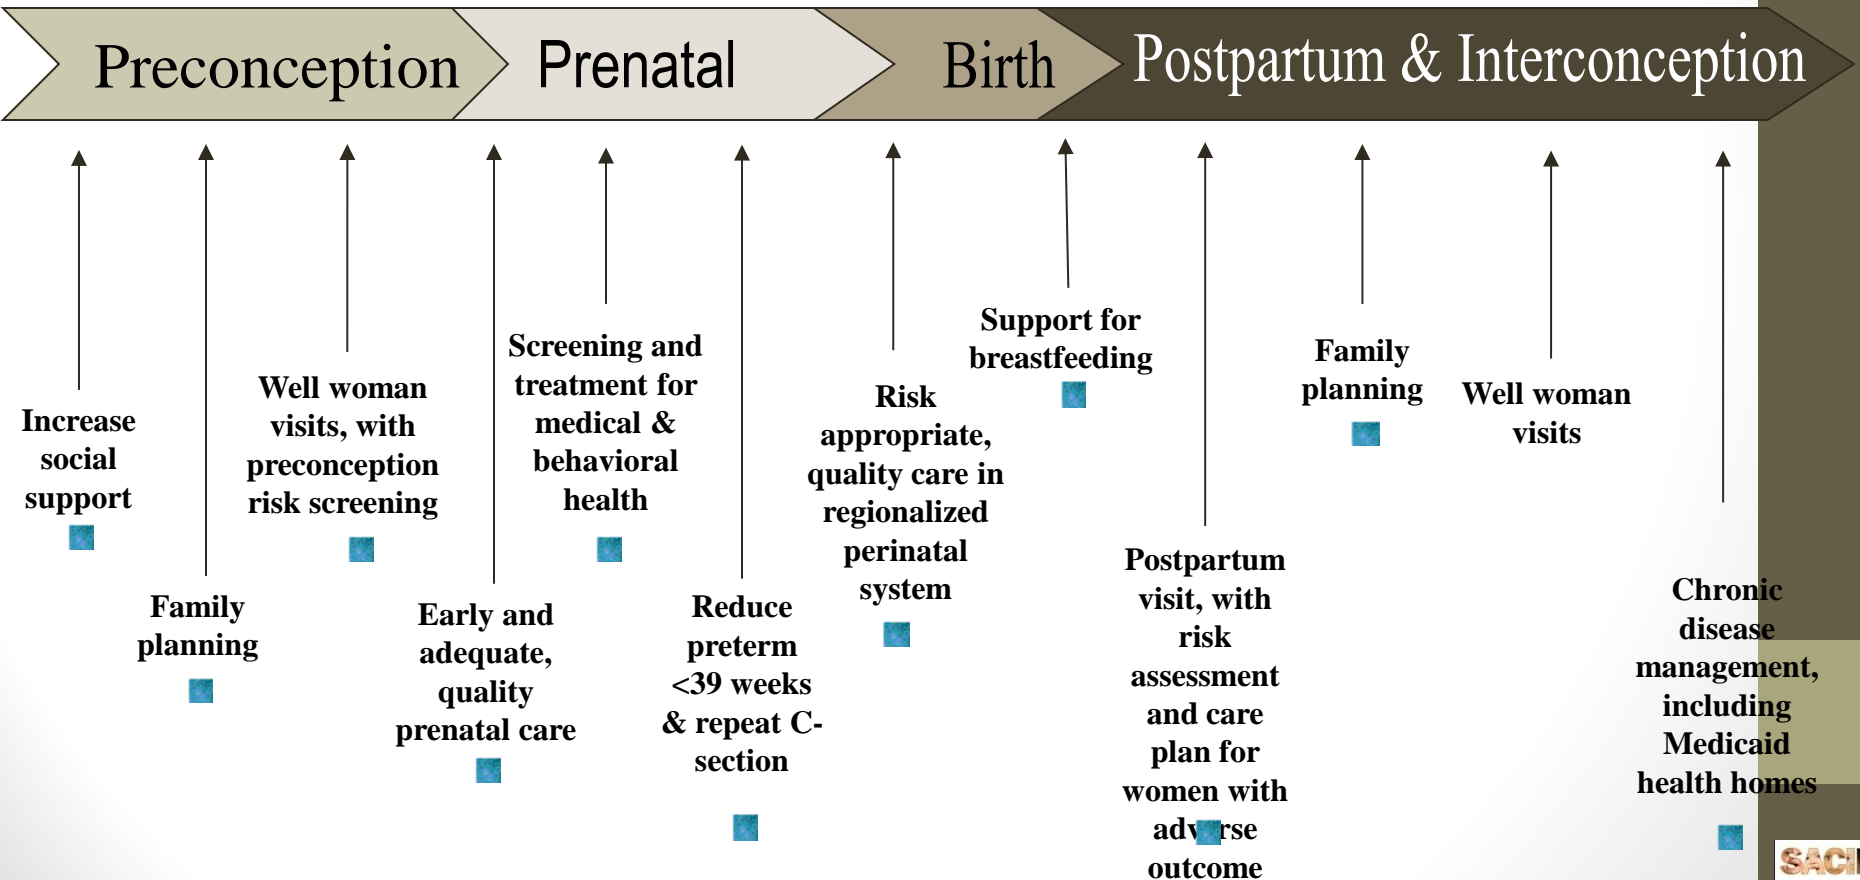 Preconception
Prenatal
Birth
Postpartum & Interconception
Increase
social
support
Family
planning
Well woman
visits, with
preconception
risk screening
Early and
adequate,
quality
prenatal care
Screening and
treatment for
medical &
behavioral
health
Reduce
preterm
<39 weeks
& repeat C-
section
Risk
appropriate,
quality care in
regionalized
perinatal
system
Support for
breastfeeding
Postpartum
visit, with
risk
assessment
and care
plan for
women with
adverse
outcome
Family
planning
Well woman
visits
Chronic
disease
management,
including
Medicaid
health homes